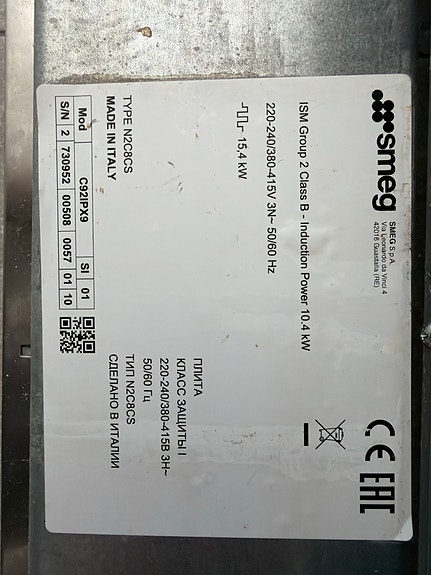 smeg
SMEG S.p.A.
Via Leonardo da Vinci 4
42016 Guastalla (RE)
ISM Group 2 Class B - Induction Power 10.4 kW
220-240/380-415V 3N~ 50/60 Hz
15,4 kW
TYPE N2C8CS
MADE IN ITALY
Mod C92IPX9 SI 01
S/N 2 730952 00508 0057 01 10
CE EAC
ПЛИТА
КЛАСС ЗАЩИТЫ I
220-240/380-415В 3Н~
50/60 Гц
ТИП N2C8CS
СДЕЛАНО В ИТАЛИИ